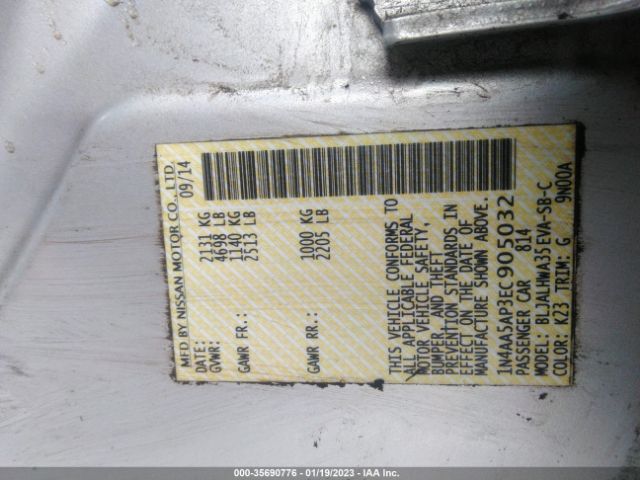 MFD BY NISSAN MOTOR CO., LTD.
DATE: 09/14
GVWR: 2131 KG
4698 LB
GAWR FR.: 1140 KG
2513 LB
GAWR RR.: 1000 KG
2205 LB
THIS VEHICLE CONFORMS TO
ALL APPLICABLE FEDERAL
MOTOR VEHICLE SAFETY,
BUMPER, AND THEFT
PREVENTION STANDARDS IN
EFFECT ON THE DATE OF
MANUFACTURE SHOWN ABOVE.
1N4AA5AP3EC905032
PASSENGER CAR 814
MODEL: BLJALHWA35EVA-SB-C
COLOR: K23 TRIM: G 9N00A
000-35690776 - 01/19/2023 - IAA Inc.